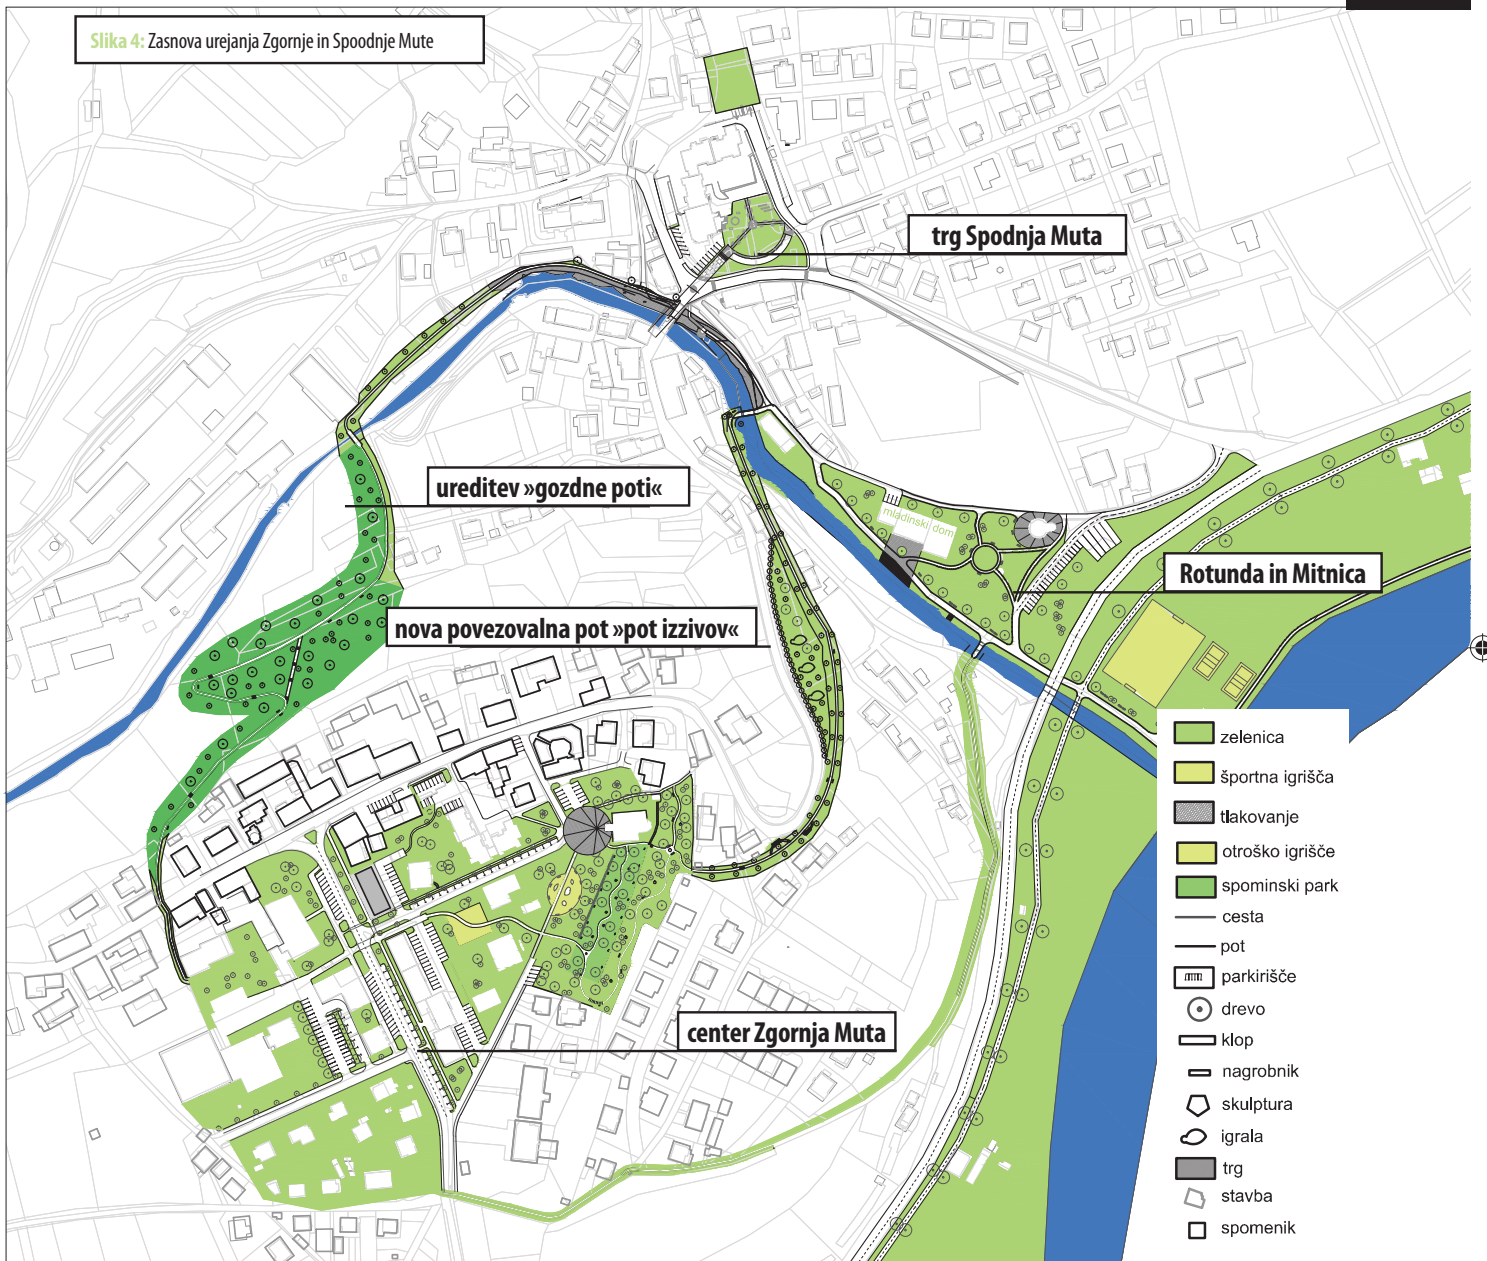 Slika 4: Zasnova urejanja Zgornje in Spoodnje Mute
trg Spodnja Muta
ureditev »gozdne poti«
mladinski dom
Rotunda in Mitnica
nova povezovalna pot »pot izzivov«
center Zgornja Muta
zelenica
športna igrišča
tlakovanje
otroško igrišče
spominski park
cesta
pot
parkirišče
drevo
klop
nagrobnik
skulptura
igrala
trg
stavba
spomenik